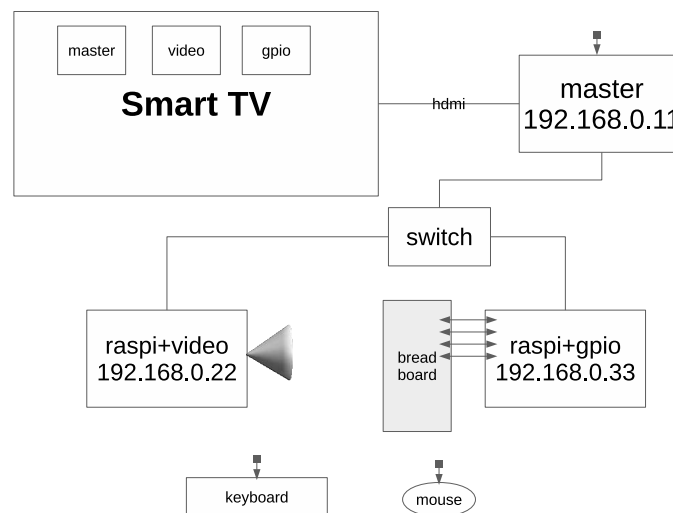 master
video
gpio
Smart TV
hdmi
master
192.168.0.11
switch
raspi+video
192.168.0.22
bread
board
raspi+gpio
192.168.0.33
keyboard
mouse